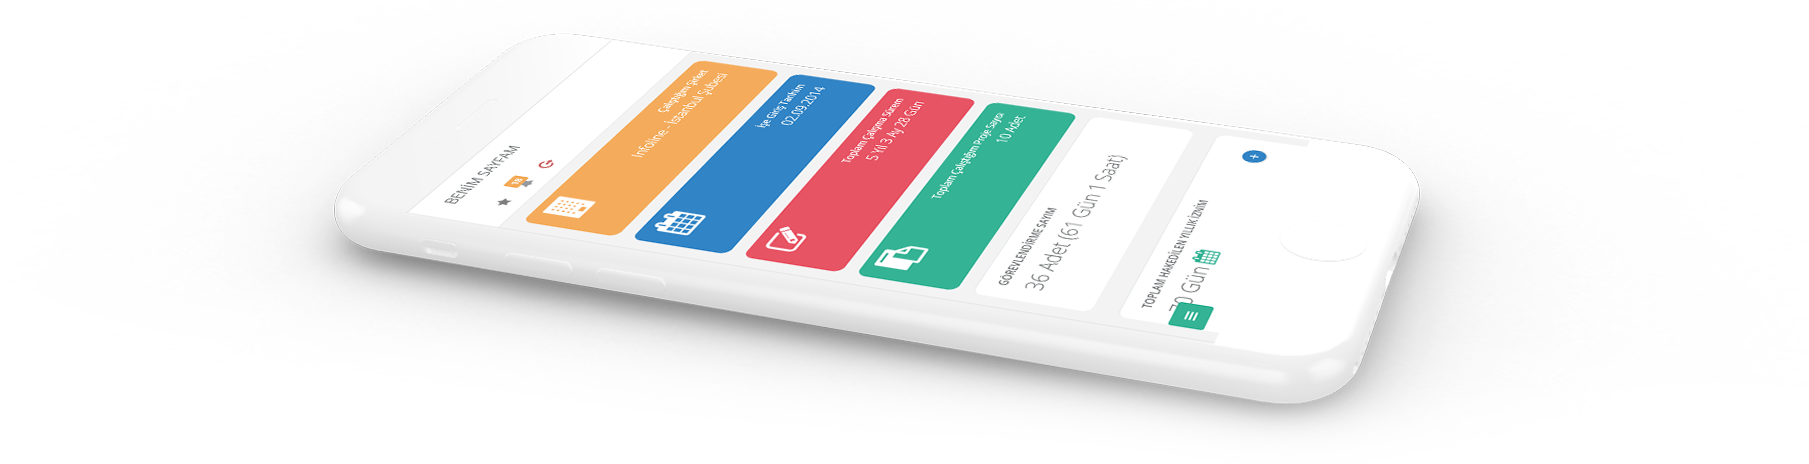 BENİM SAYFAM
18
Çalıştığım Şirket
Infoline - İstanbul Şubesi
İşe Giriş Tarihim
02.09.2014
Toplam Çalışma Sürem
5 Yıl 3 Ay 28 Gün
Toplam Çalıştığım Proje Sayısı
10 Adet
GÖREVLENDİRME SAYIM
36 Adet (61 Gün 1 Saat)
TOPLAM HAKEDİLEN YILLIK İZNİM
70 Gün